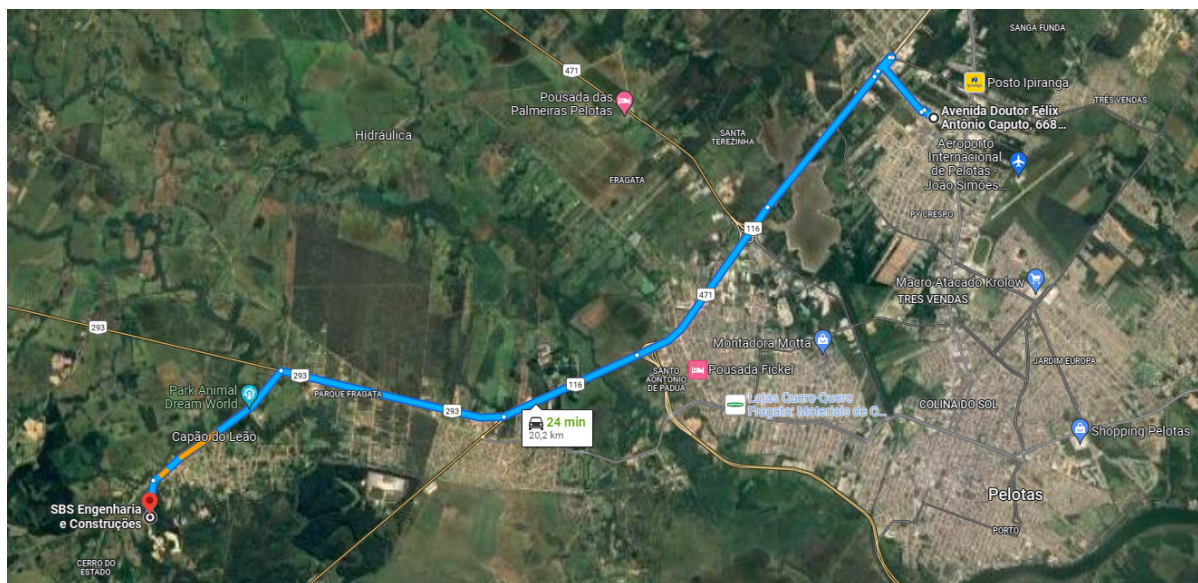 SANGA FUNDA
471
Posto Ipiranga
Pousada das
Palmeiras Pelotas
TRÊS VENDAS
Avenida Doutor Félix
Antônio Caputo, 668...
Hidráulica
SANTA
TEREZINHA
Aeroporto
Internacional
de Pelotas -
João Simões...
FRAGATA
PY CRESPO
116
Macro Atacado Krolow
471
TRES VENDAS
293
Montadora Motta
JARDIM EUROPA
Pousada Fickel
SANTO
AONTONIO
DE PADUA
293
116
Park Animal
Dream World
PARQUE FRAGATA
293
Lojas Quero-Quero
Fragata: Materiais de C...
COLINA DO SOL
24 min
20,2 km
Capão do Leão
Shopping Pelotas
SBS Engenharia
e Construções
Pelotas
PORTO
CERRO DO
ESTADO